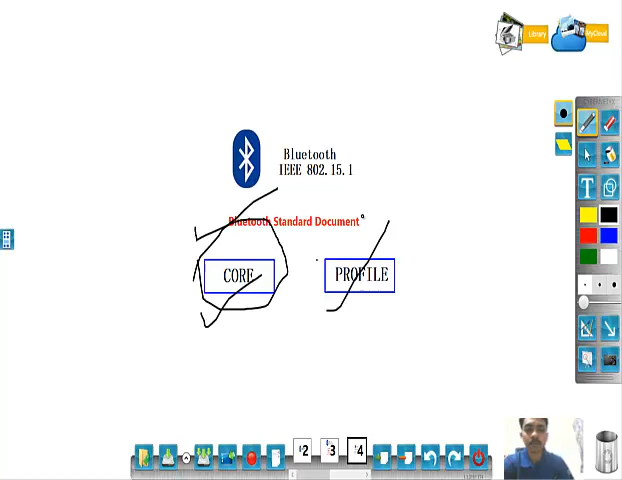 Library
MyCloud
Bluetooth
IEEE 802.15.1
Bluetooth Standard Document
CORE
PROFILE
T
2
3
4